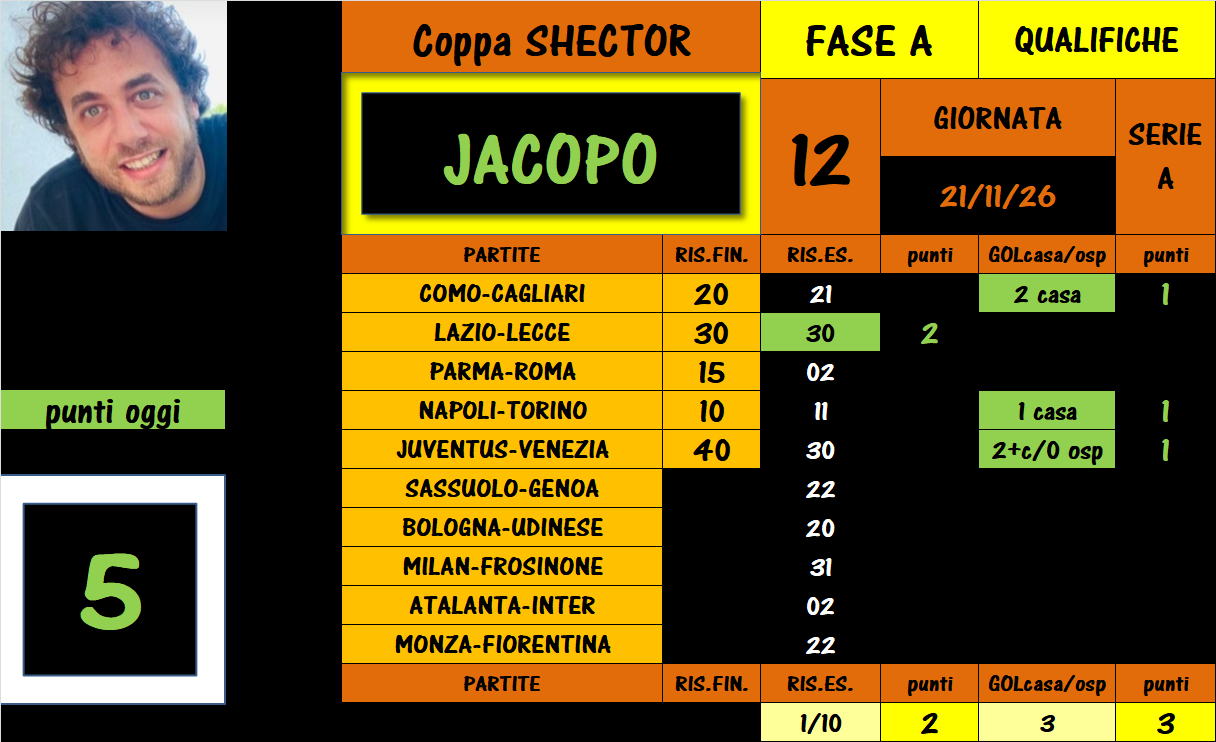 Coppa SHECTOR
FASE A
QUALIFICHE
JACOPO
12
GIORNATA
21/11/26
SERIE
A
PARTITE RIS.FIN. RIS.ES. punti GOLcasa/osp punti
COMO-CAGLIARI 20 21 2 casa 1
LAZIO-LECCE 30 30 2
PARMA-ROMA 15 02
NAPOLI-TORINO 10 11 1 casa 1
JUVENTUS-VENEZIA 40 30 2+c/0 osp 1
SASSUOLO-GENOA 22
BOLOGNA-UDINESE 20
MILAN-FROSINONE 31
ATALANTA-INTER 02
MONZA-FIORENTINA 22
PARTITE RIS.FIN. RIS.ES. punti GOLcasa/osp punti
1/10 2 3 3
punti oggi
5